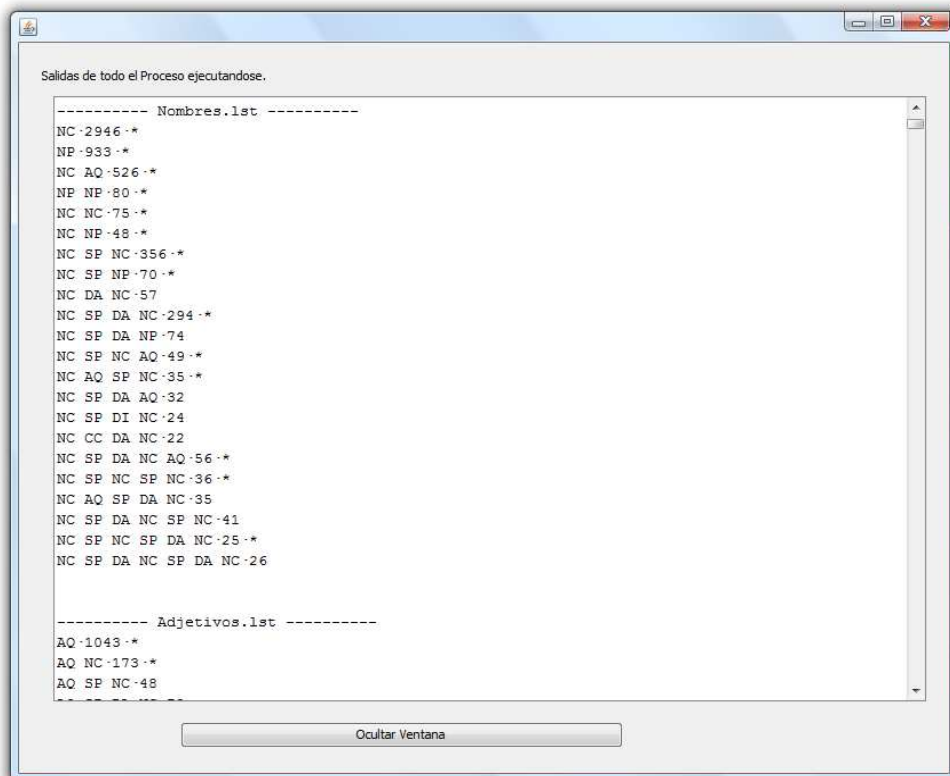 Salidas de todo el Proceso ejecutandose.
---------- Nombres.lst ----------
NC·2946·*
NP·933·*
NC AQ·526·*
NP NP·80·*
NC NC·75·*
NC NP·48·*
NC SP NC·356·*
NC SP NP·70·*
NC DA NC·57
NC SP DA NC·294·*
NC SP DA NP·74
NC SP NC AQ·49·*
NC AQ SP NC·35·*
NC SP DA AQ·32
NC SP DI NC·24
NC CC DA NC·22
NC SP DA NC AQ·56·*
NC SP NC SP NC·36·*
NC AQ SP DA NC·35
NC SP DA NC SP NC·41
NC SP NC SP DA NC·25·*
NC SP DA NC SP DA NC·26
---------- Adjetivos.lst ----------
AQ·1043·*
AQ NC·173·*
AQ SP NC·48
Ocultar Ventana